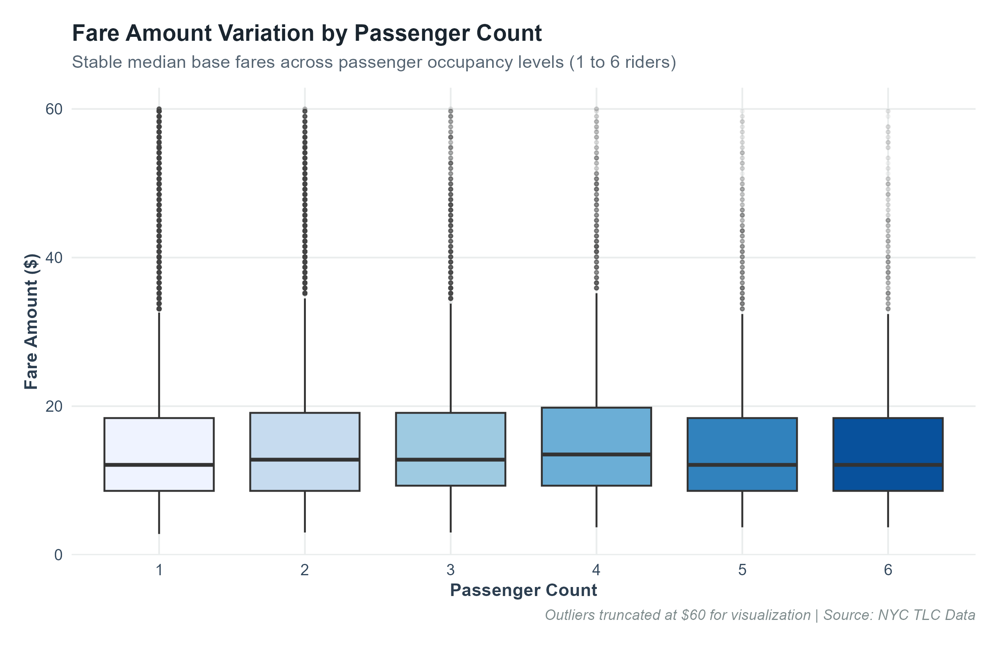 Fare Amount Variation by Passenger Count
Stable median base fares across passenger occupancy levels (1 to 6 riders)
Fare Amount ($)
60
40
20
0
1 2 3 4 5 6
Passenger Count
Outliers truncated at $60 for visualization | Source: NYC TLC Data